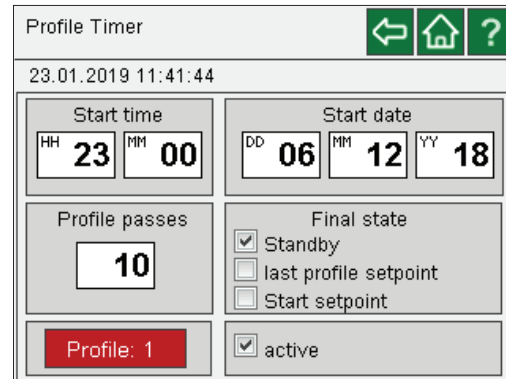 Profile Timer
?
23.01.2019 11:41:44
Start time
HH 23 MM 00
Start date
DD 06 MM 12 YY 18
Profile passes
10
Final state
Standby
last profile setpoint
Start setpoint
Profile: 1
active